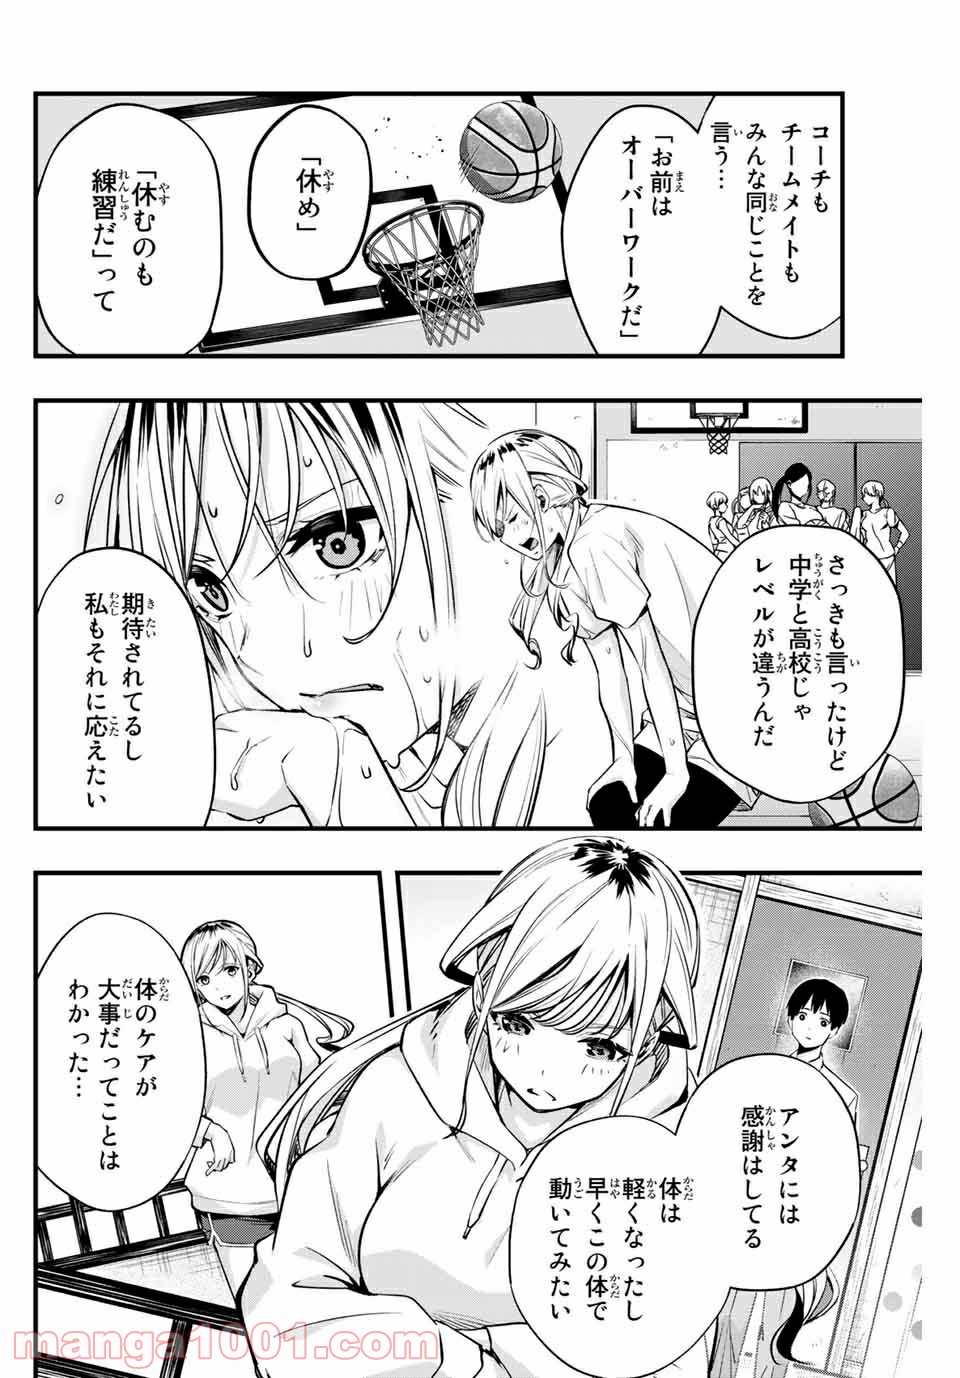 コーチも
チームメイトも
みんな同じことを
言う…
「お前は
オーバーワークだ」
「休め」
「休むのも
練習だ」って
さっきも言ったけど
中学と高校じゃ
レベルが違うんだ
期待されてるし
私もそれに応えたい
アンタには
感謝はしてる
体は
軽くなったし
早くこの体で
動いてみたい
体のケアが
大事だってことは
わかった…
manga1001.com